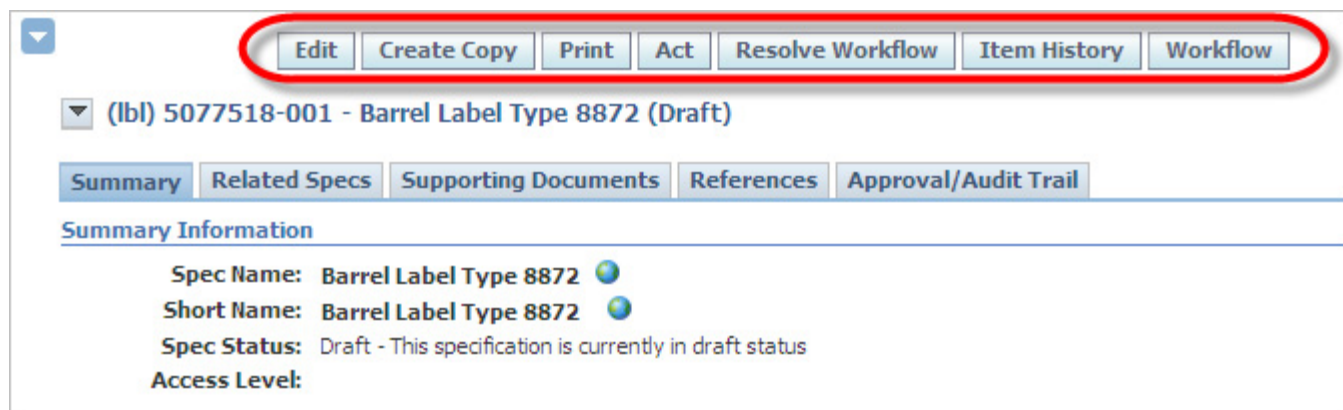 Edit Create Copy Print Act Resolve Workflow Item History Workflow
(lbl) 5077518-001 - Barrel Label Type 8872 (Draft)
Summary Related Specs Supporting Documents References Approval/Audit Trail
Summary Information
Spec Name: Barrel Label Type 8872
Short Name: Barrel Label Type 8872
Spec Status: Draft - This specification is currently in draft status
Access Level: